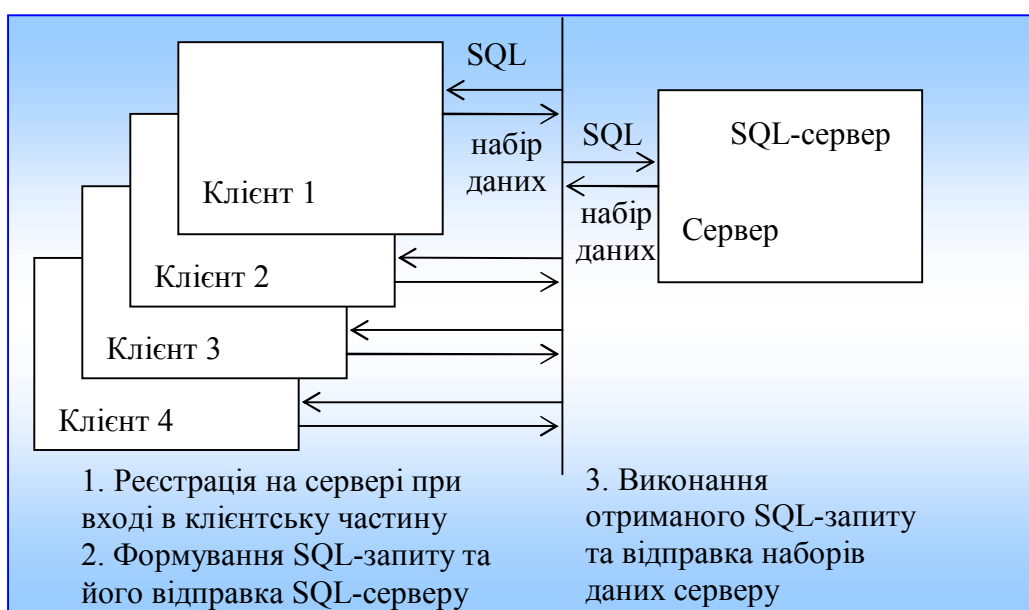 SQL
набір
даних
SQL
набір
даних
SQL-сервер
Сервер
Клієнт 1
Клієнт 2
Клієнт 3
Клієнт 4
1. Реєстрація на сервері при
вході в клієнтську частину
2. Формування SQL-запиту та
його відправка SQL-серверу
3. Виконання
отриманого SQL-запиту
та відправка наборів
даних серверу